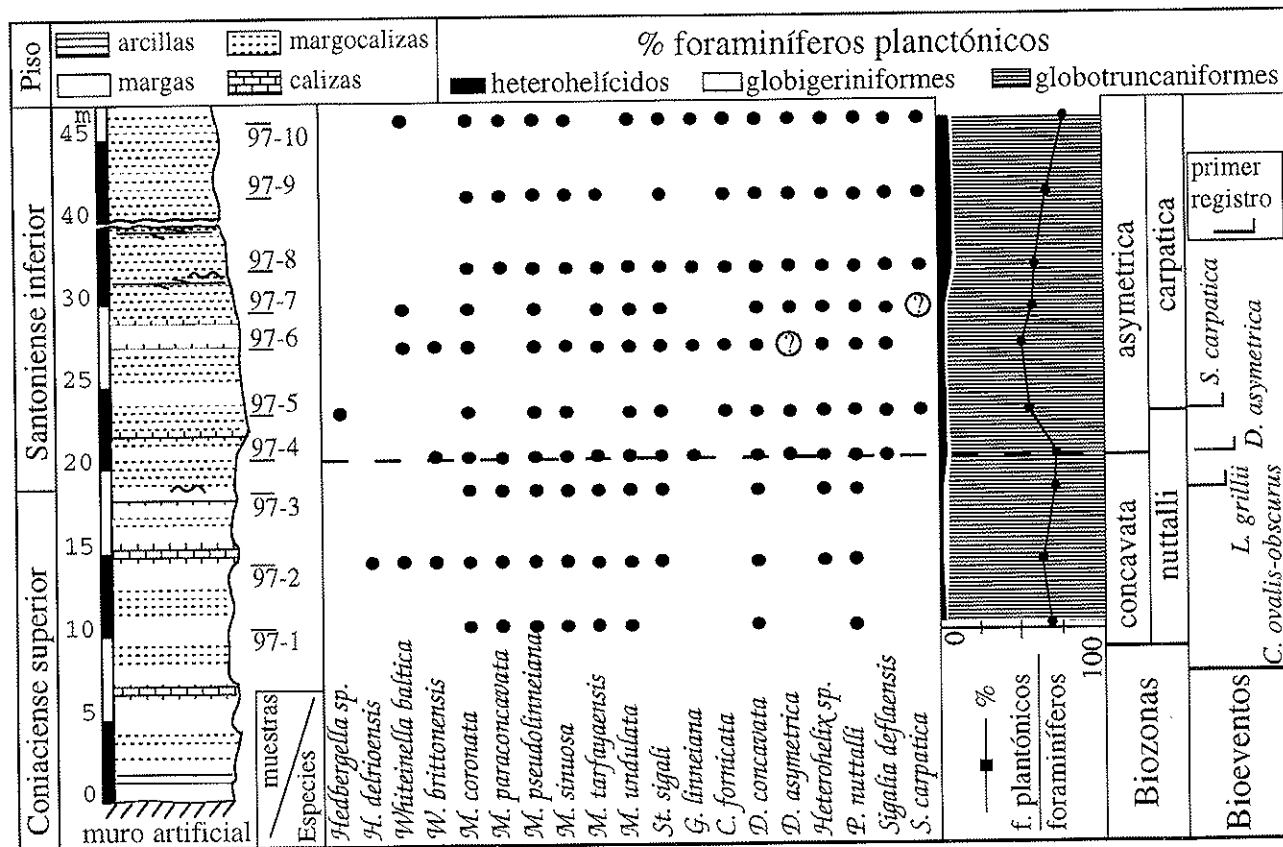 Piso
arcillas
margocalizas
margas
calizas
% foraminíferos planctónicos
heterohelícidos
globigeriniformes
globotruncaniformes
Santoniense inferior
Coniaciense superior
m
45
40
30
25
20
15
10
5
0
muro artificial
97-10
97-9
97-8
97-7
97-6
97-5
97-4
97-3
97-2
97-1
muestras
Especies
?
?
Hedbergella sp.
H. delrioensis
Whiteinella baltica
W. brittonensis
M. coronata
M. paraconcavata
M. pseudolinneiana
M. sinuosa
M. tarfayaensis
M. undulata
St. sigali
G. linneiana
C. fornicata
D. concavata
D. asymetrica
Heterohelix sp.
P. nuttalli
Sigalia deflaensis
S. carpatica
0
100
%
f. plantónicos
foraminíferos
asymetrica
concavata
carpatica
nuttalli
Biozonas
primer
registro
S. carpatica
D. asymetrica
L. grillii
C. ovalis-obscurus
Bioeventos